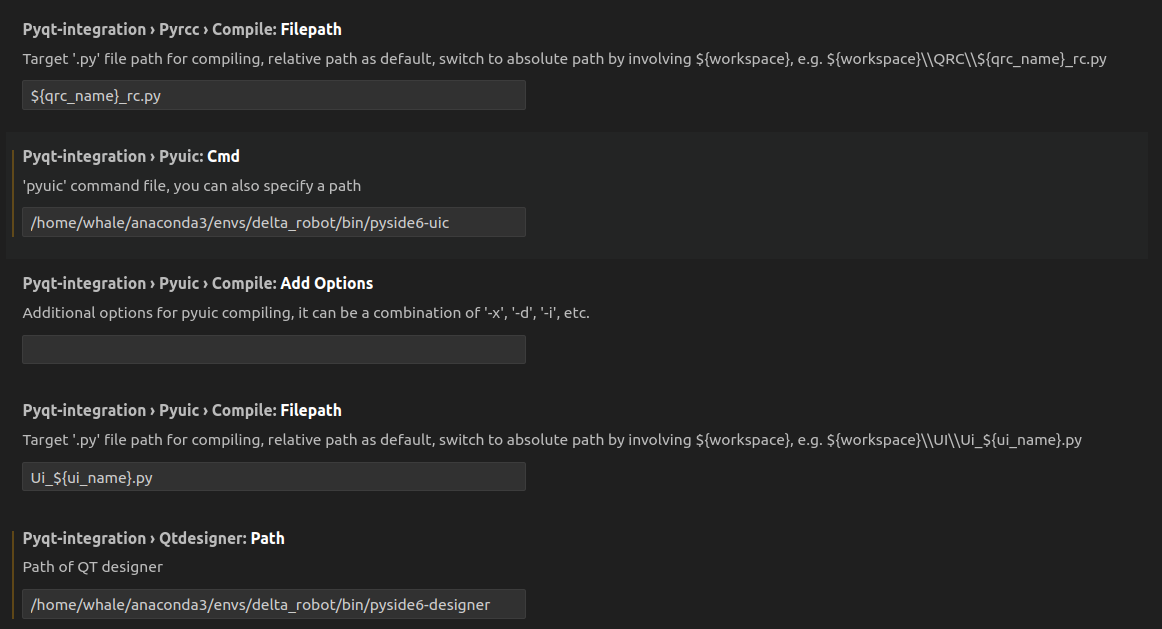 Pyqt-integration › Pyrcc › Compile: Filepath
Target '.py' file path for compiling, relative path as default, switch to absolute path by involving ${workspace}, e.g. ${workspace}\\QRC\\${qrc_name}_rc.py
${qrc_name}_rc.py
Pyqt-integration › Pyuic: Cmd
'pyuic' command file, you can also specify a path
/home/whale/anaconda3/envs/delta_robot/bin/pyside6-uic
Pyqt-integration › Pyuic › Compile: Add Options
Additional options for pyuic compiling, it can be a combination of '-x', '-d', '-i', etc.
Pyqt-integration › Pyuic › Compile: Filepath
Target '.py' file path for compiling, relative path as default, switch to absolute path by involving ${workspace}, e.g. ${workspace}\\UI\\Ui_${ui_name}.py
Ui_${ui_name}.py
Pyqt-integration › Qtdesigner: Path
Path of QT designer
/home/whale/anaconda3/envs/delta_robot/bin/pyside6-designer